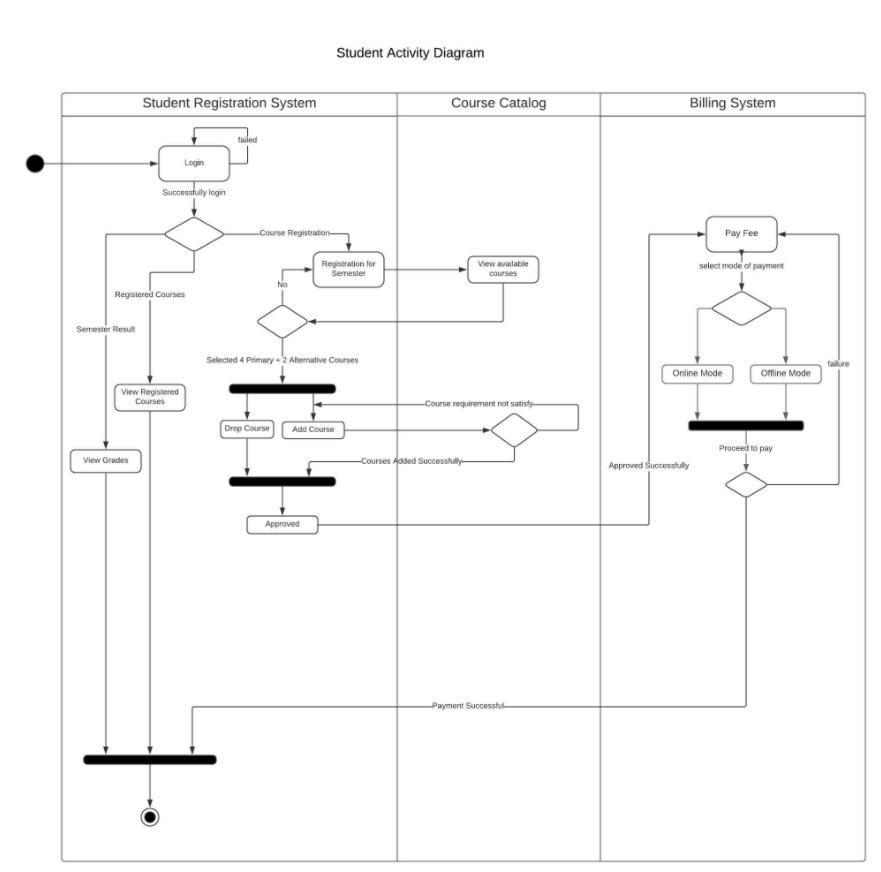 Student Activity Diagram
Student Registration System
Course Catalog
Billing System
failed
Login
Successfully login
Course Registration
Pay Fee
Registration for
Semester
View available
courses
select mode of payment
No
Registered Courses
Semester Result
Selected 4 Primary + 2 Alternative Courses
failure
Online Mode
Offline Mode
View Registered
Courses
Course requirement not satisfy
Drop Course
Add Course
Proceed to pay
View Grades
Courses Added Successfully
Approved Successfully
Approved
Payment Successful